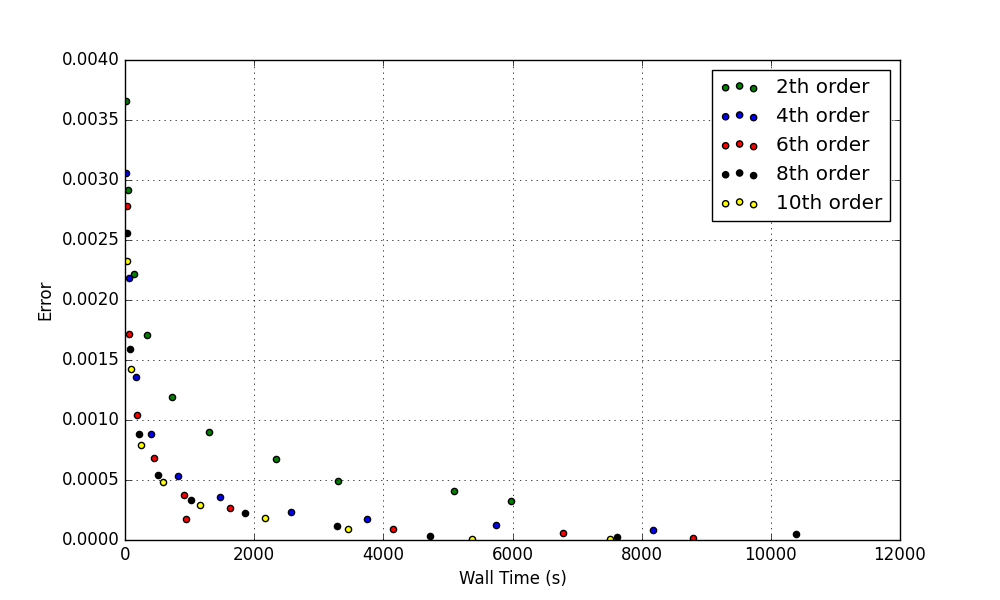 0.0040
0.0035
0.0030
0.0025
0.0020
0.0015
0.0010
0.0005
0.0000
Error
0 2000 4000 6000 8000 10000 12000
Wall Time (s)
2th order
4th order
6th order
8th order
10th order